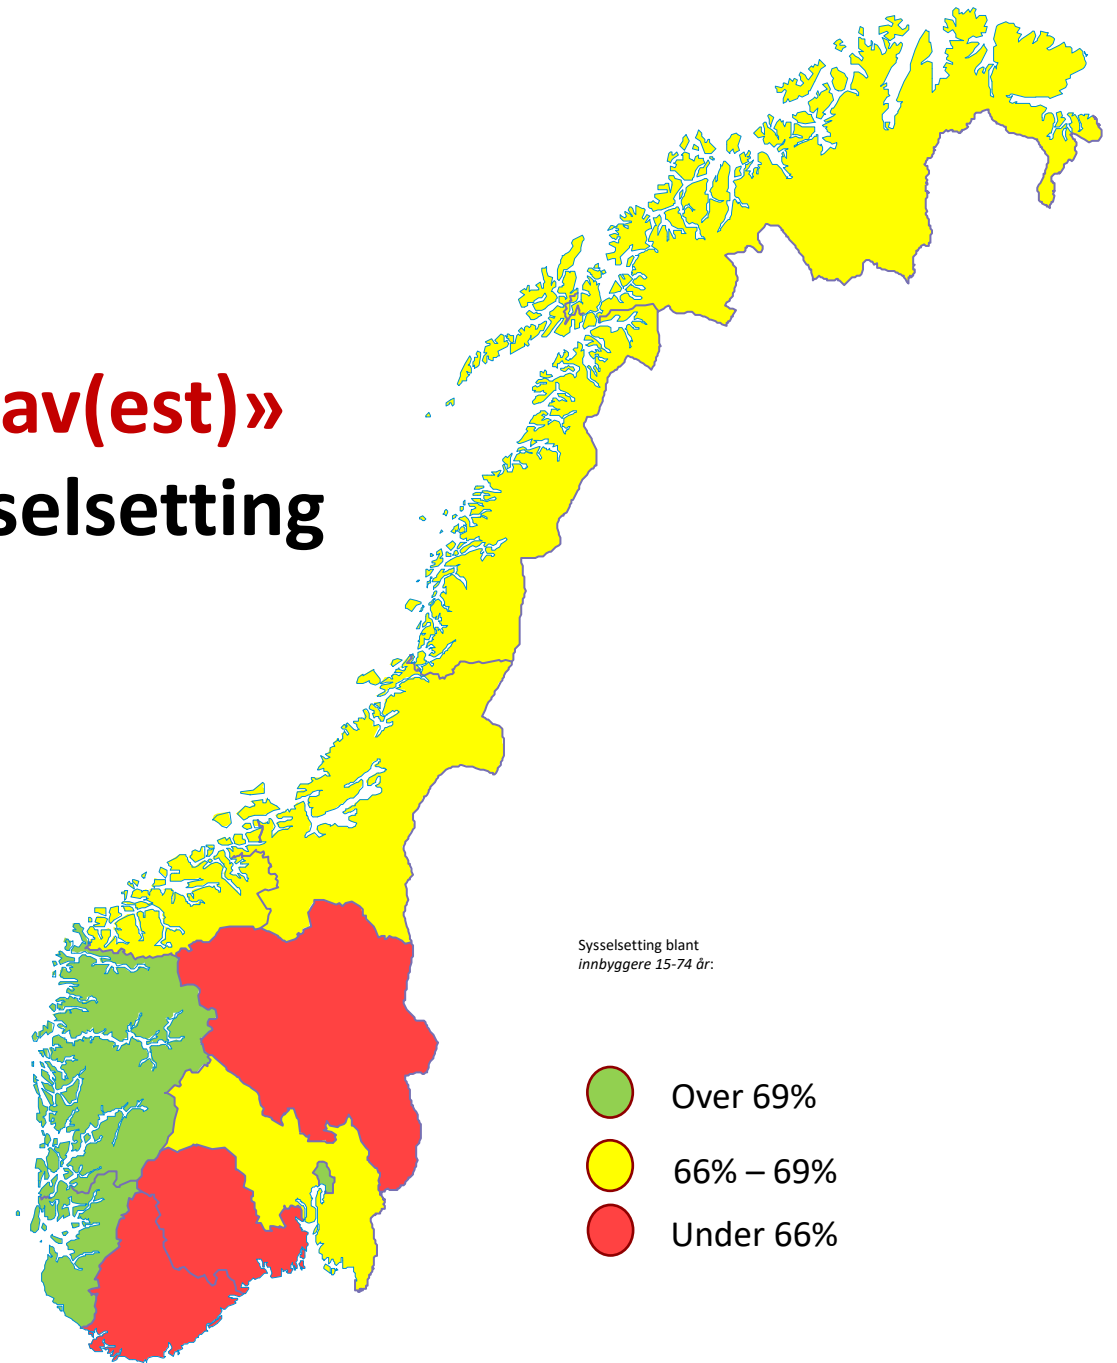 av(est)»
selsetting
Sysselsetting blant
innbyggere 15-74 år:
Over 69%
66% – 69%
Under 66%